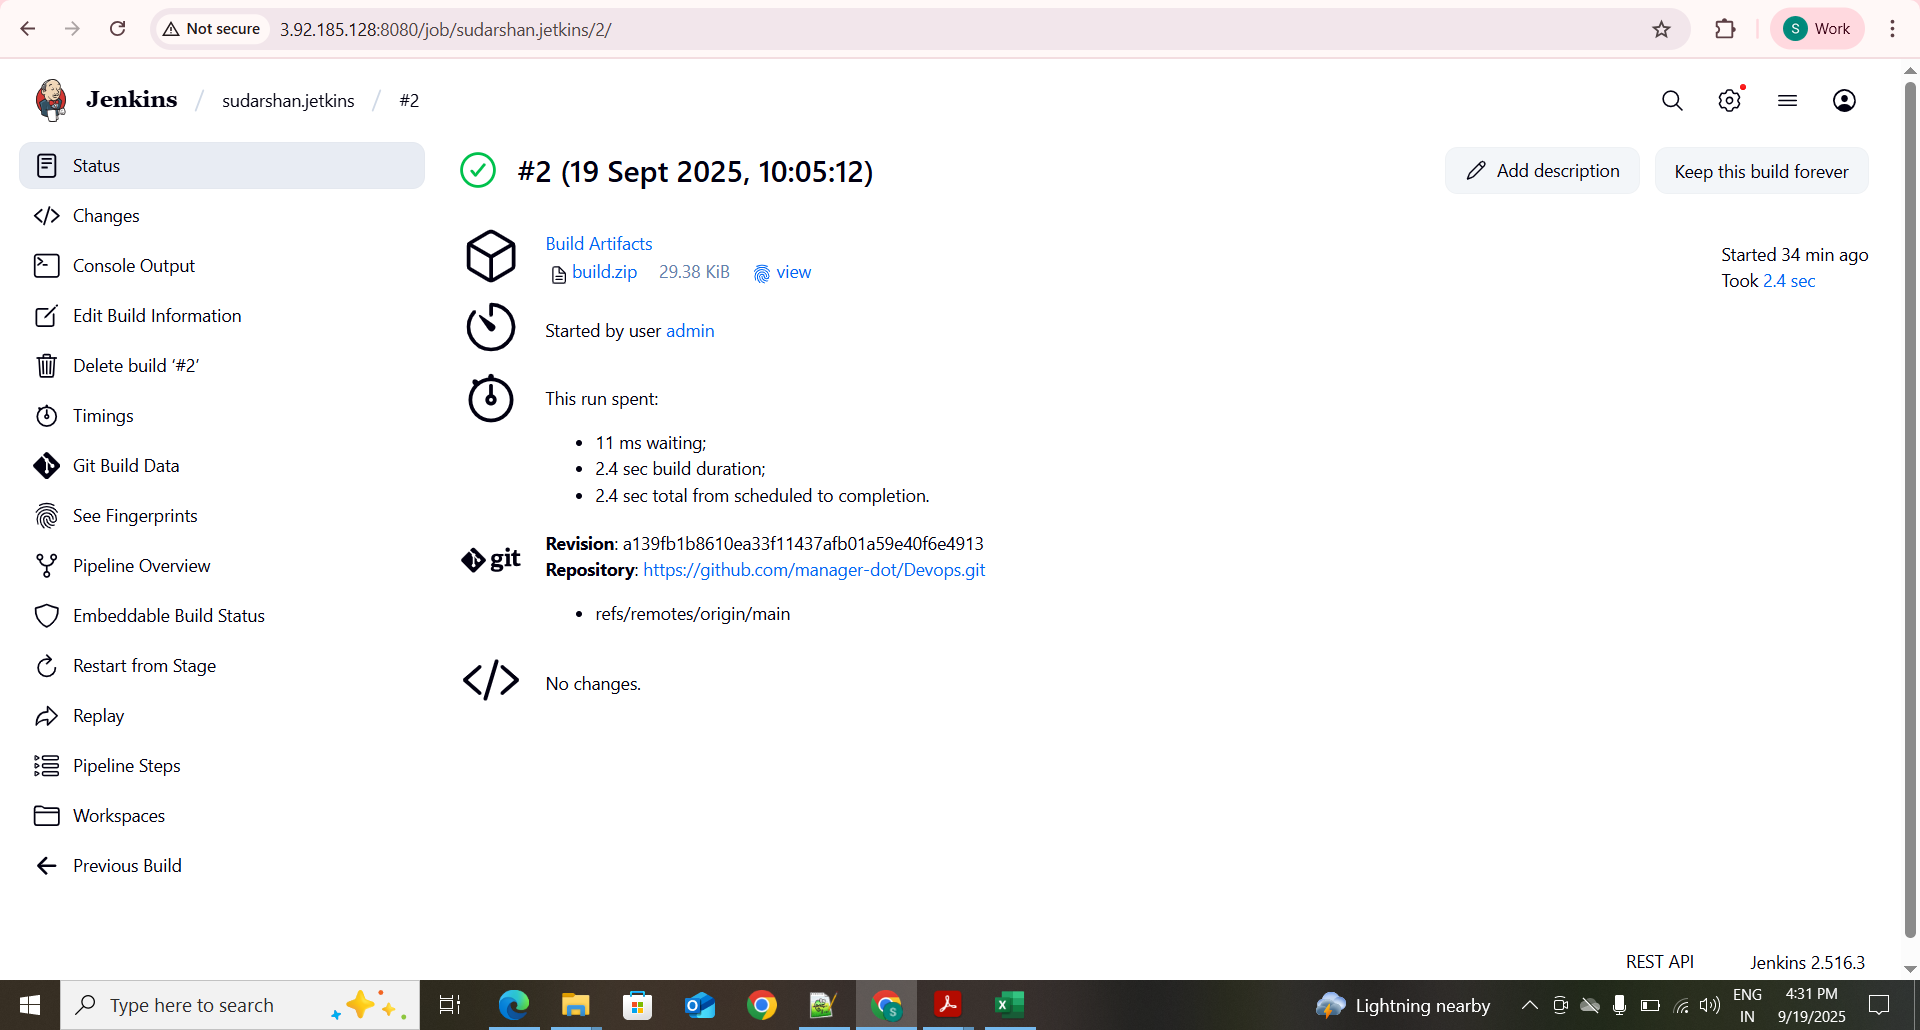 Not secure
3.92.185.128:8080/job/sudarshan.jetkins/2/
S Work
Jenkins / sudarshan.jetkins / #2
Status
Changes
Console Output
Edit Build Information
Delete build ‘#2’
Timings
Git Build Data
See Fingerprints
Pipeline Overview
Embeddable Build Status
Restart from Stage
Replay
Pipeline Steps
Workspaces
Previous Build
#2 (19 Sept 2025, 10:05:12)
Add description
Keep this build forever
Build Artifacts
build.zip 29.38 KiB view
Started 34 min ago
Took 2.4 sec
Started by user admin
This run spent:
• 11 ms waiting;
• 2.4 sec build duration;
• 2.4 sec total from scheduled to completion.
git
Revision: a139fb1b8610ea33f11437afb01a59e40f6e4913
Repository: https://github.com/manager-dot/Devops.git
• refs/remotes/origin/main
No changes.
REST API
Jenkins 2.516.3
Type here to search
Lightning nearby
ENG
IN
4:31 PM
9/19/2025